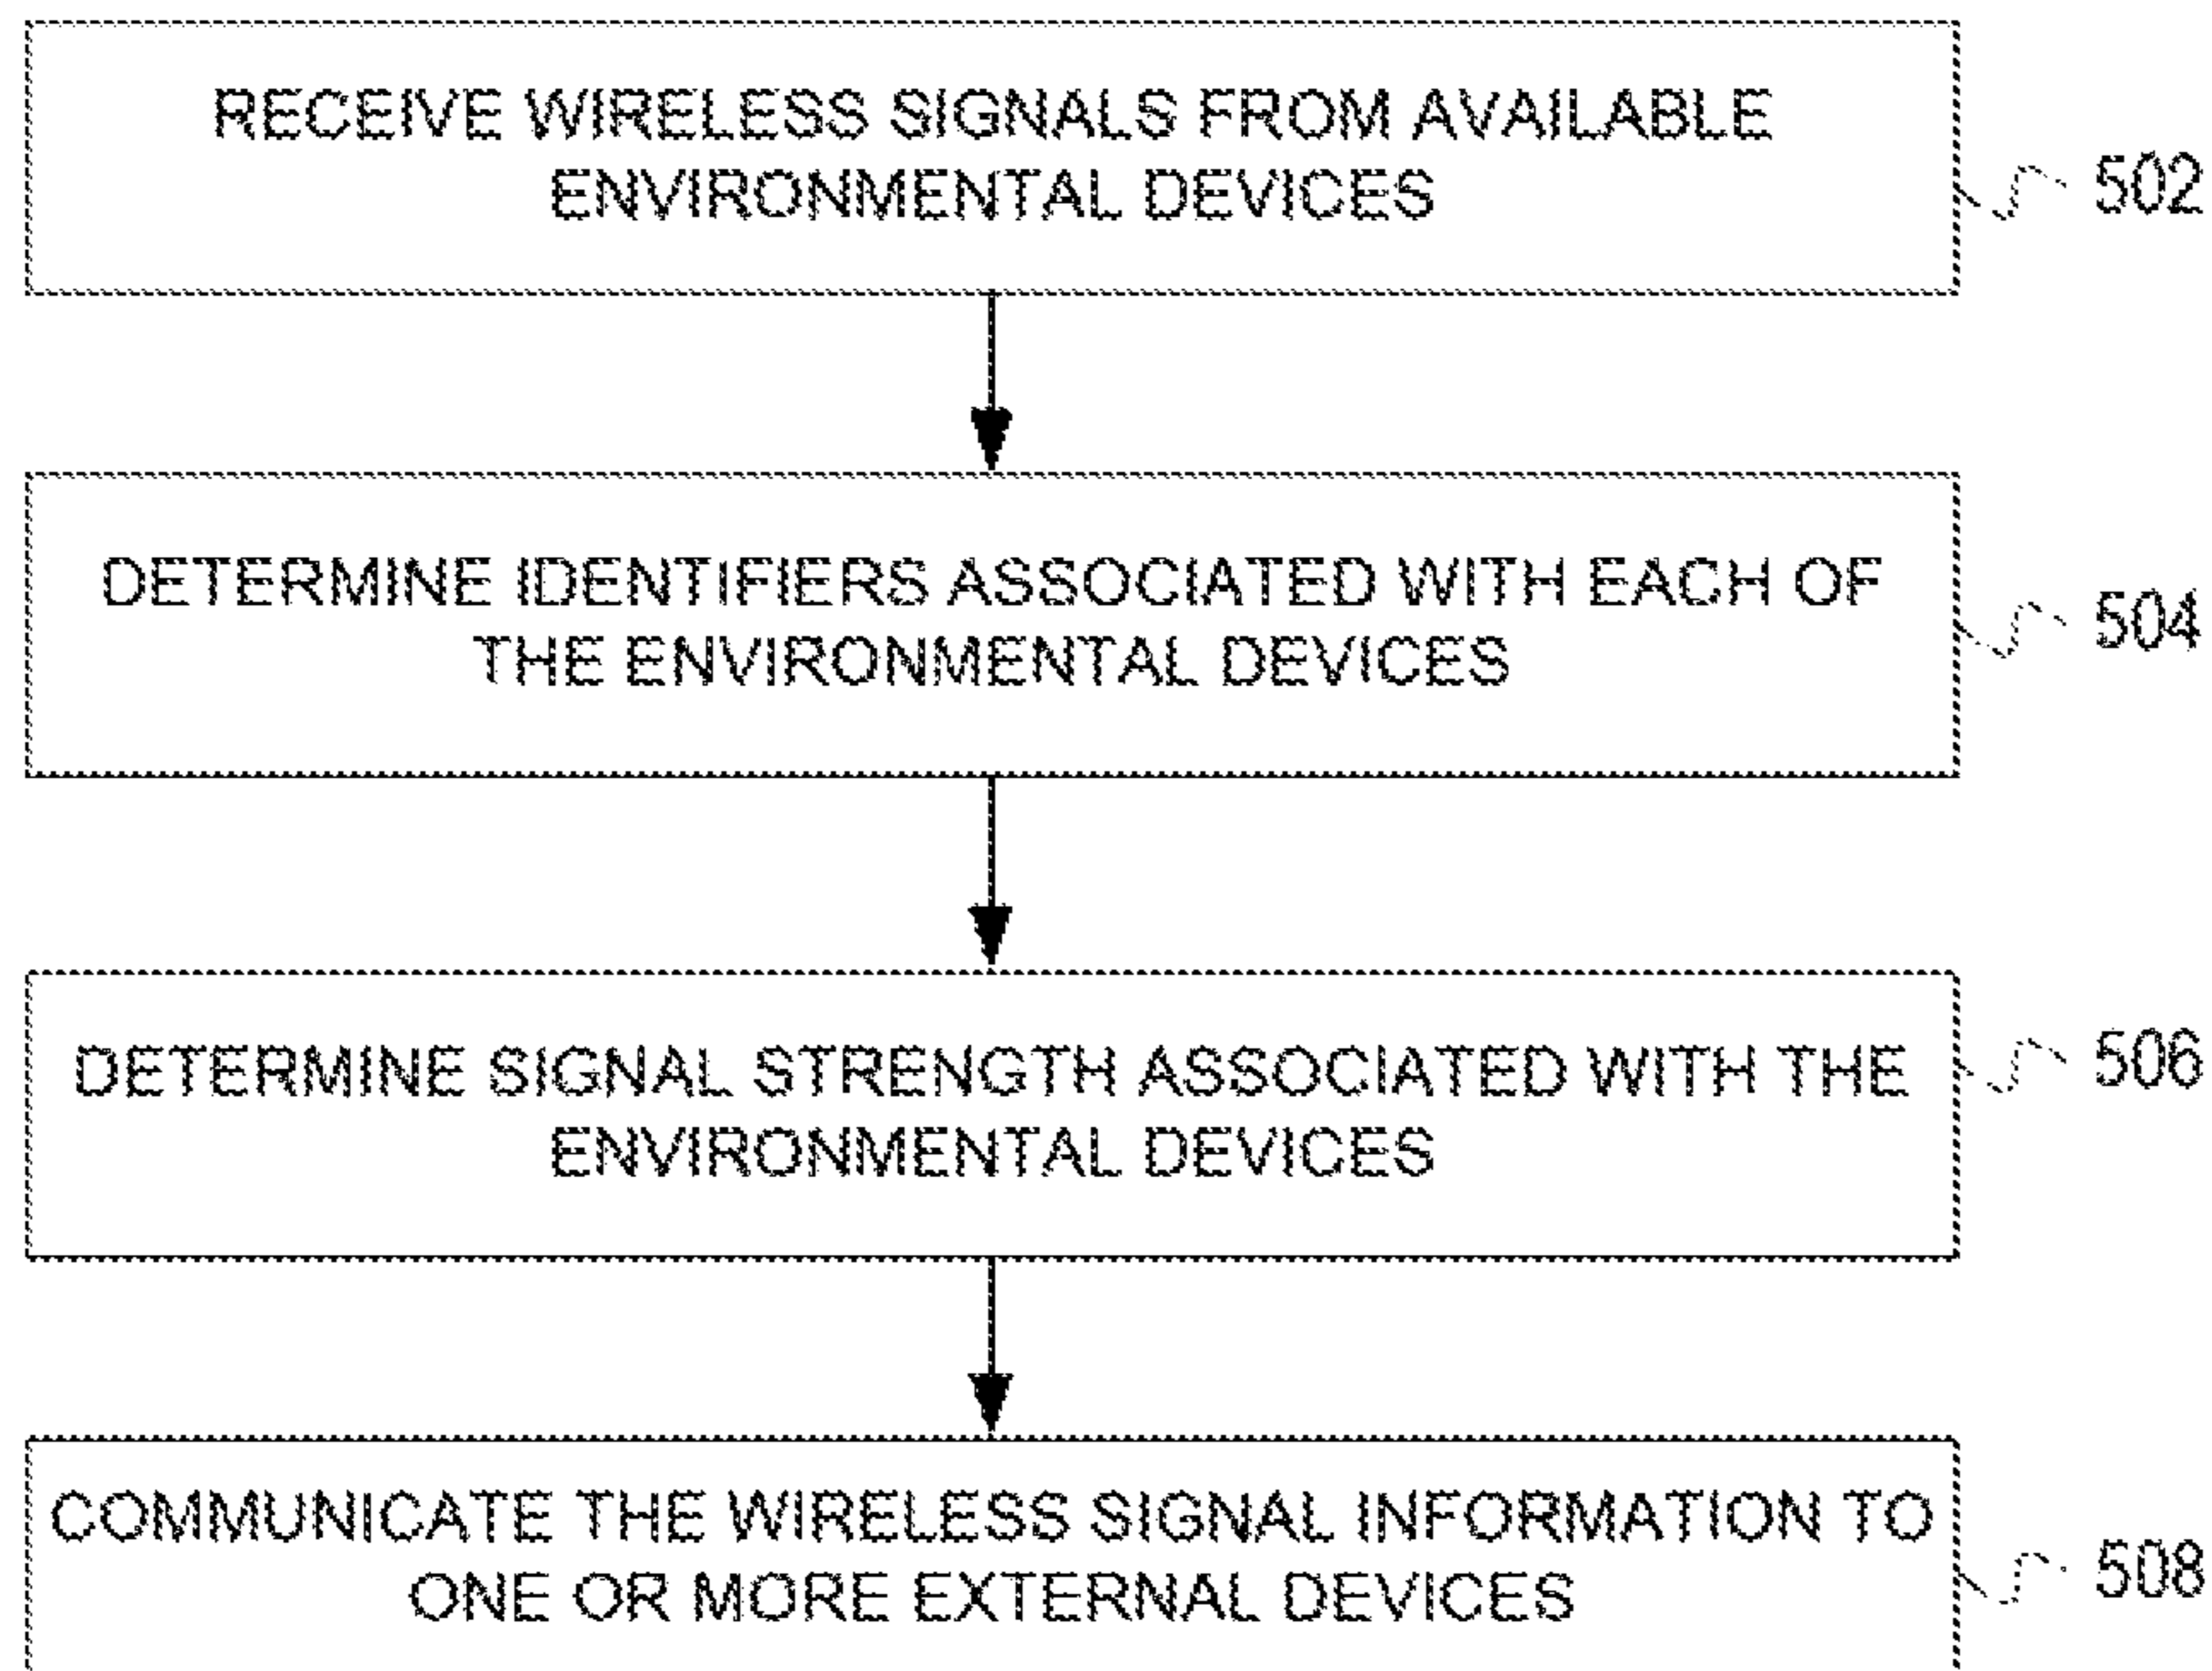 RECEIVE WIRELESS SIGNALS FROM AVAILABLE
ENVIRONMENTAL DEVICES
502
DETERMINE IDENTIFIERS ASSOCIATED WITH EACH OF
THE ENVIRONMENTAL DEVICES
504
DETERMINE SIGNAL STRENGTH ASSOCIATED WITH THE
ENVIRONMENTAL DEVICES
506
COMMUNICATE THE WIRELESS SIGNAL INFORMATION TO
ONE OR MORE EXTERNAL DEVICES
508